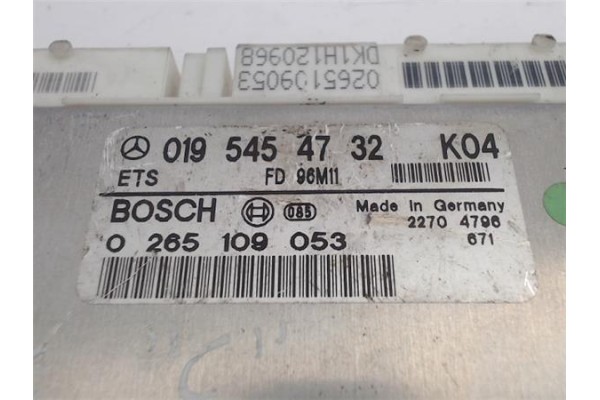 DK1H120968
0265109053
019 545 47 32 K04
ETS FD 96M11
BOSCH 085 Made in Germany
2270 4796
0 265 109 053 671